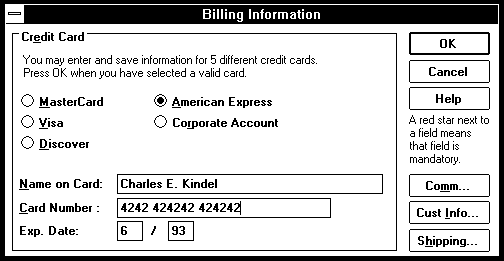 Billing Information
Credit Card
You may enter and save information for 5 different credit cards.
Press OK when you have selected a valid card.
MasterCard
American Express
Visa
Corporate Account
Discover
Name on Card: Charles E. Kindel
Card Number : 4242 424242 424242
Exp. Date: 6 / 93
OK
Cancel
Help
A red star next to
a field means
that field is
mandatory.
Comm...
Cust Info...
Shipping...